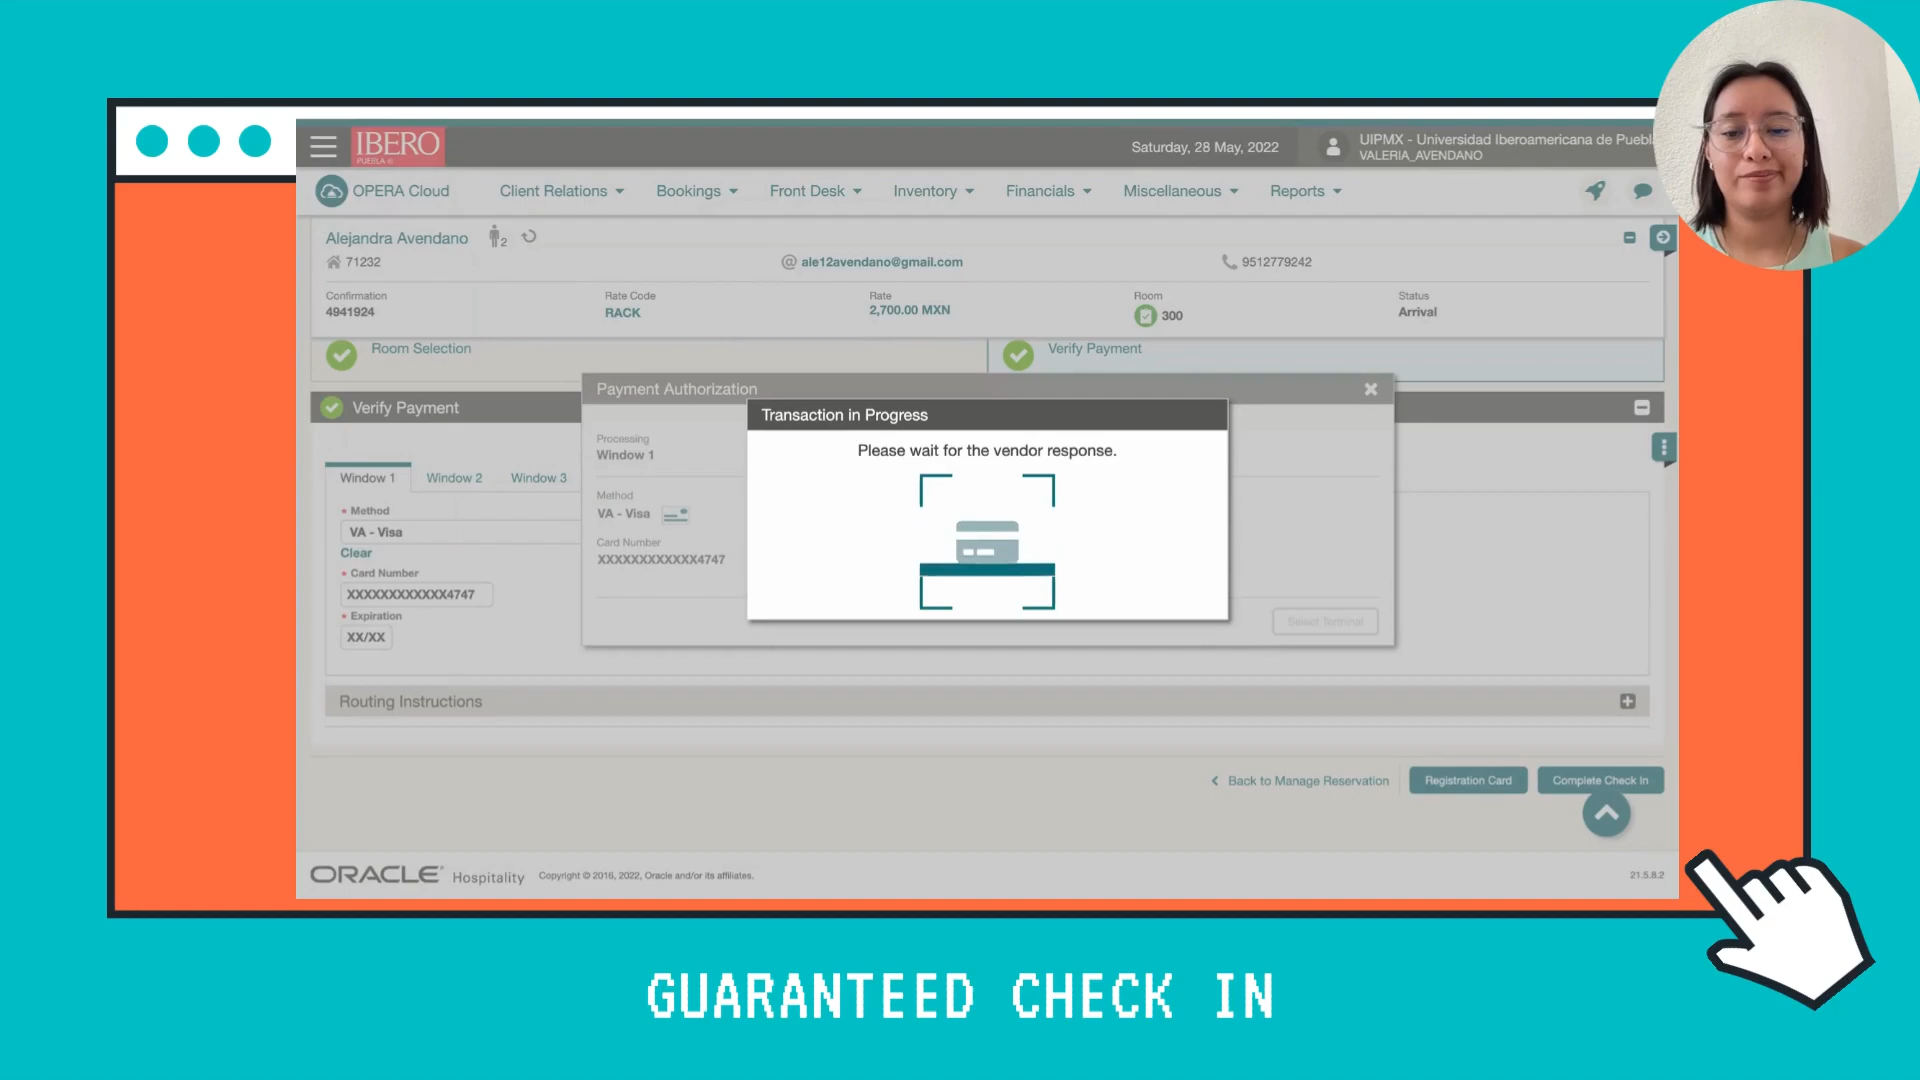 IBERO
PUEBLA
Saturday, 28 May, 2022
UIPMX - Universidad Iberoamericana de Puebl
VALERIA_AVENDANO
OPERA Cloud
Client Relations
Bookings
Front Desk
Inventory
Financials
Miscellaneous
Reports
Alejandra Avendano
2
71232
@ ale12avendano@gmail.com
9512779242
Confirmation
4941924
Rate Code
RACK
Rate
2,700.00 MXN
Room
300
Status
Arrival
Room Selection
Verify Payment
Verify Payment
Payment Authorization
Transaction in Progress
Please wait for the vendor response.
Processing
Window 1
Method
VA - Visa
Card Number
XXXXXXXXXXXX4747
Select Terminal
Window 1
Window 2
Window 3
* Method
VA - Visa
Clear
* Card Number
XXXXXXXXXXXX4747
* Expiration
XX/XX
Routing Instructions
Back to Manage Reservation
Registration Card
Complete Check In
ORACLE Hospitality
Copyright © 2016, 2022, Oracle and/or its affiliates.
21.5.8.2
GUARANTEED CHECK IN